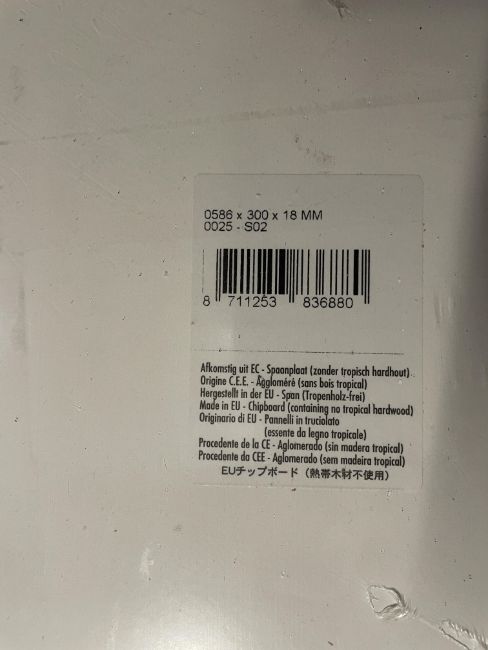 0586 x 300 x 18 MM
0025 - S02
8 711253 836880
Afkomstig uit EC - Spaanplaat (zonder tropisch hardhout)
Origine C.E.E. - Aggloméré (sans bois tropical)
Hergestellt in der EU - Span (Tropenholz-frei)
Made in EU - Chipboard (containing no tropical hardwood)
Originario di EU - Pannelli in truciolato
(essente da legno tropicale)
Procedente de la CE - Aglomerado (sin madera tropical)
Procedente da CEE - Aglomerado (sem madeira tropical)
EUチップボード（熱帯木材不使用）